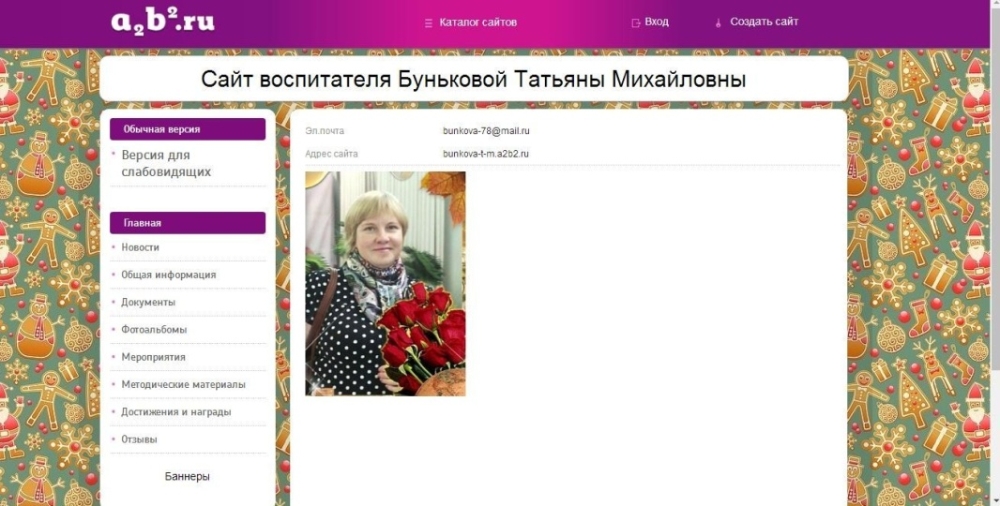 a2b2.ru
Каталог сайтов
Вход
Создать сайт
Сайт воспитателя Буньковой Татьяны Михайловны
Обычная версия
Версия для
слабовидящих
Главная
Новости
Общая информация
Документы
Фотоальбомы
Мероприятия
Методические материалы
Достижения и награды
Отзывы
Баннеры
Эл.почта bunkova-78@mail.ru
Адрес сайта bunkova-t-m.a2b2.ru